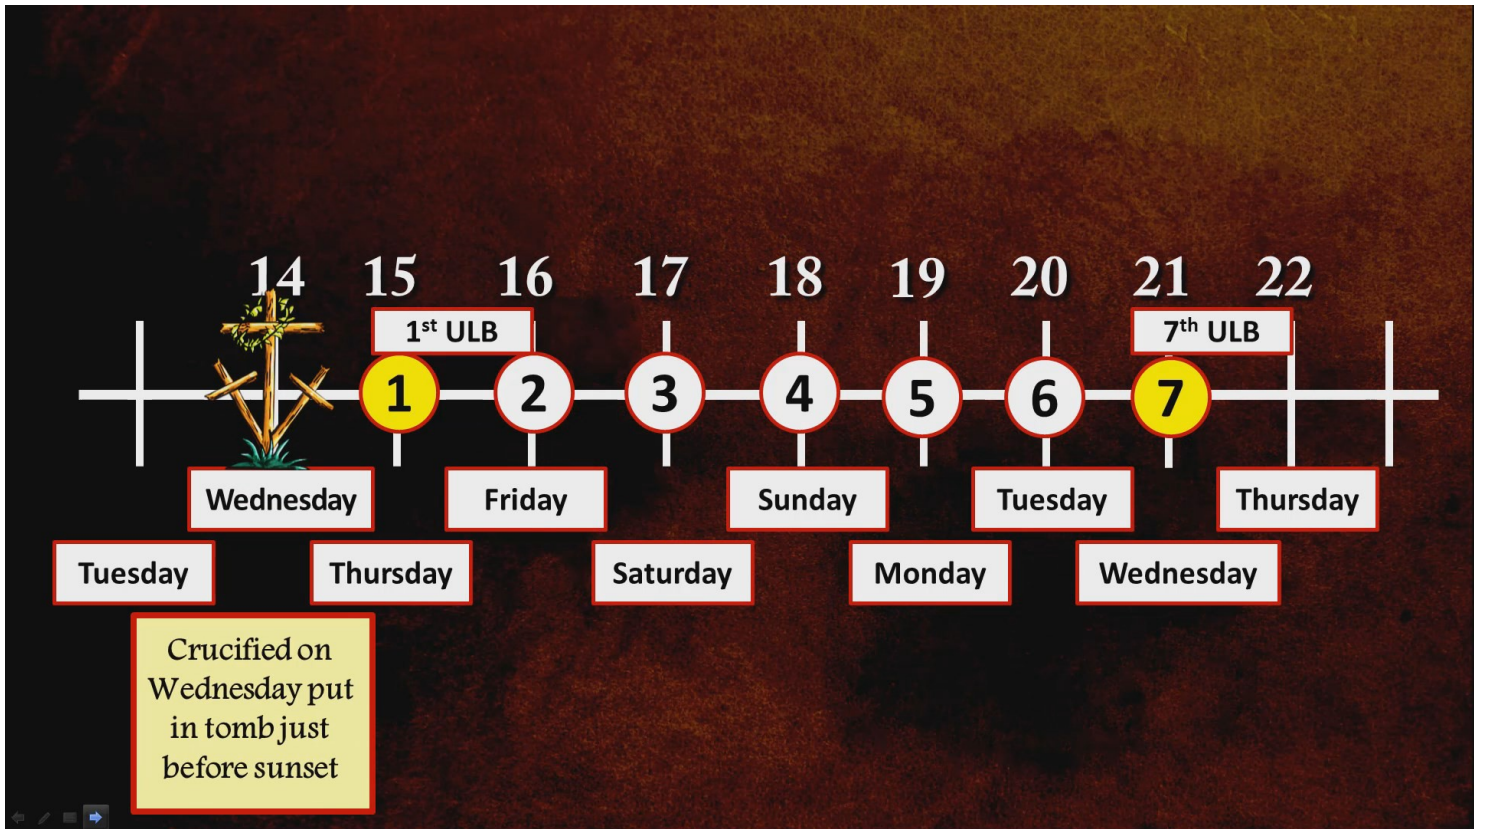 14 15 16 17 18 19 20 21 22
1st ULB 7th ULB
1 2 3 4 5 6 7
Wednesday Friday Sunday Tuesday Thursday
Tuesday Thursday Saturday Monday Wednesday
Crucified on
Wednesday put
in tomb just
before sunset